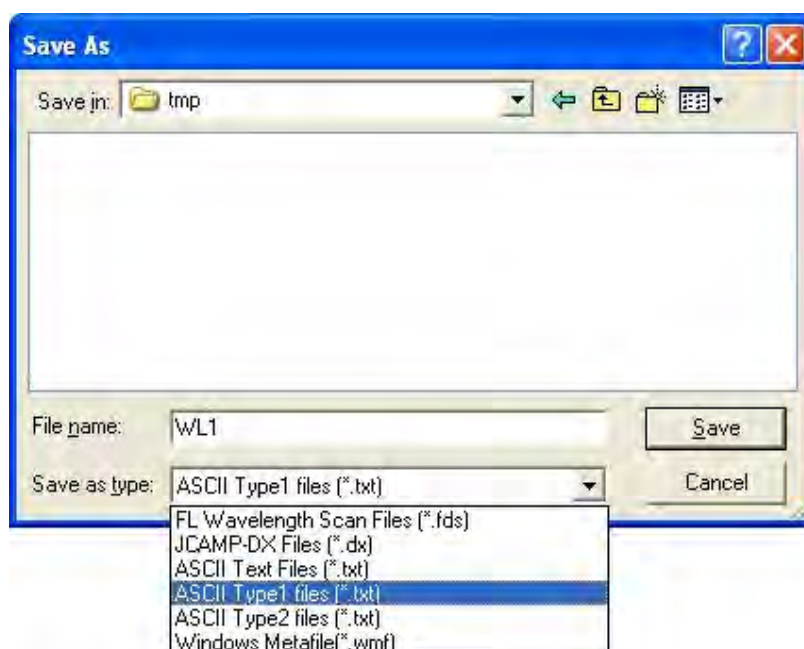 Save As
Save in: tmp
File name: WL1 Save
Save as type: ASCII Type1 files (*.txt) Cancel
FL Wavelength Scan Files (*.fds)
JCAMP-DX Files (*.dx)
ASCII Text Files (*.txt)
ASCII Type1 files (*.txt)
ASCII Type2 files (*.txt)
Windows Metafile(*.wmf)